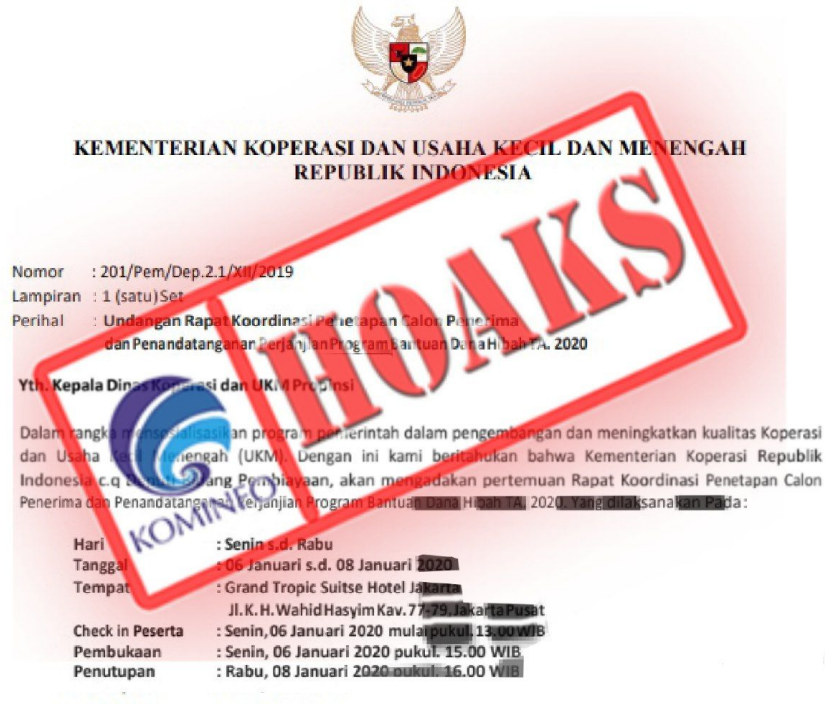 KEMENTERIAN KOPERASI DAN USAHA KECIL DAN MENENGAH
REPUBLIK INDONESIA
HOAKS
KOMINFO
Nomor : 201/Pem/Dep.2.1/XII/2019
Lampiran : 1 (satu) Set
Perihal : Undangan Rapat Koordinasi Penetapan Calon Penerima
dan Penandatanganan Perjanjian Program Bantuan Dana Hibah TA. 2020
Yth. Kepala Dinas Koperasi dan UKM Propinsi
Dalam rangka mensosialisasikan program pemerintah dalam pengembangan dan meningkatkan kualitas Koperasi
dan Usaha Kecil Menengah (UKM). Dengan ini kami beritahukan bahwa Kementerian Koperasi Republik
Indonesia c.q Bidang Pembiayaan, akan mengadakan pertemuan Rapat Koordinasi Penetapan Calon
Penerima dan Penandatanganan Perjanjian Program Bantuan Dana Hibah TA. 2020. Yang dilaksanakan Pada :
Hari : Senin s.d. Rabu
Tanggal : 06 Januari s.d. 08 Januari 2020
Tempat : Grand Tropic Suitse Hotel Jakarta
Jl. K. H. Wahid Hasyim Kav. 77-79. Jakarta Pusat
Check in Peserta : Senin, 06 Januari 2020 mulai pukul. 13.00 WIB
Pembukaan : Senin, 06 Januari 2020 pukul. 15.00 WIB
Penutupan : Rabu, 08 Januari 2020 pukul. 16.00 WIB